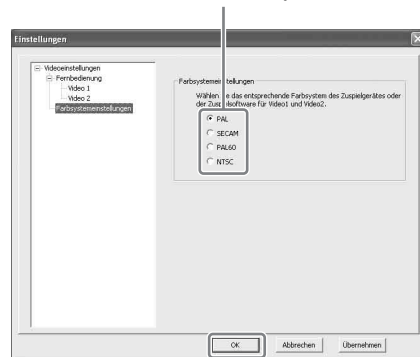 Einstellungen
Videoeinstellungen
Fernbedienung
Video 1
Video 2
Farbsystemeinstellungen
Farbsystemeinstellungen
Wählen Sie das entsprechende Farbsystem des Zuspielgerätes oder
der Zuspielsoftware für Video1 und Video2.
PAL
SECAM
PAL60
NTSC
OK Abbrechen Übernehmen